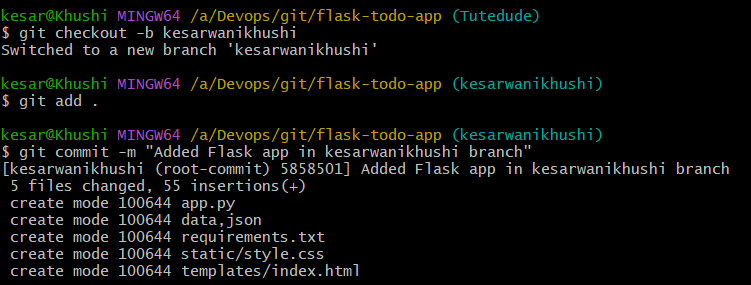 kesar@Khushi MINGW64 /a/Devops/git/flask-todo-app (Tutedude)
$ git checkout -b kesarwanikhushi
Switched to a new branch 'kesarwanikhushi'
kesar@Khushi MINGW64 /a/Devops/git/flask-todo-app (kesarwanikhushi)
$ git add .
kesar@Khushi MINGW64 /a/Devops/git/flask-todo-app (kesarwanikhushi)
$ git commit -m "Added Flask app in kesarwanikhushi branch"
[kesarwanikhushi (root-commit) 5858501] Added Flask app in kesarwanikhushi branch
5 files changed, 55 insertions(+)
create mode 100644 app.py
create mode 100644 data,json
create mode 100644 requirements.txt
create mode 100644 static/style.css
create mode 100644 templates/index.html